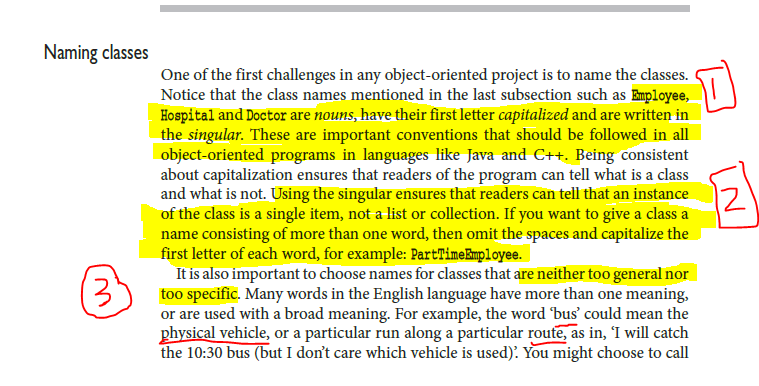 Naming classes
One of the first challenges in any object-oriented project is to name the classes.
Notice that the class names mentioned in the last subsection such as Employee,
Hospital and Doctor are nouns, have their first letter capitalized and are written in
the singular. These are important conventions that should be followed in all
object-oriented programs in languages like Java and C++. Being consistent
about capitalization ensures that readers of the program can tell what is a class
and what is not. Using the singular ensures that readers can tell that an instance
of the class is a single item, not a list or collection. If you want to give a class a
name consisting of more than one word, then omit the spaces and capitalize the
first letter of each word, for example: PartTimeEmployee.
It is also important to choose names for classes that are neither too general nor
too specific. Many words in the English language have more than one meaning,
or are used with a broad meaning. For example, the word ‘bus’ could mean the
physical vehicle, or a particular run along a particular route, as in, ‘I will catch
the 10:30 bus (but I don’t care which vehicle is used)’. You might choose to call
1
2
3